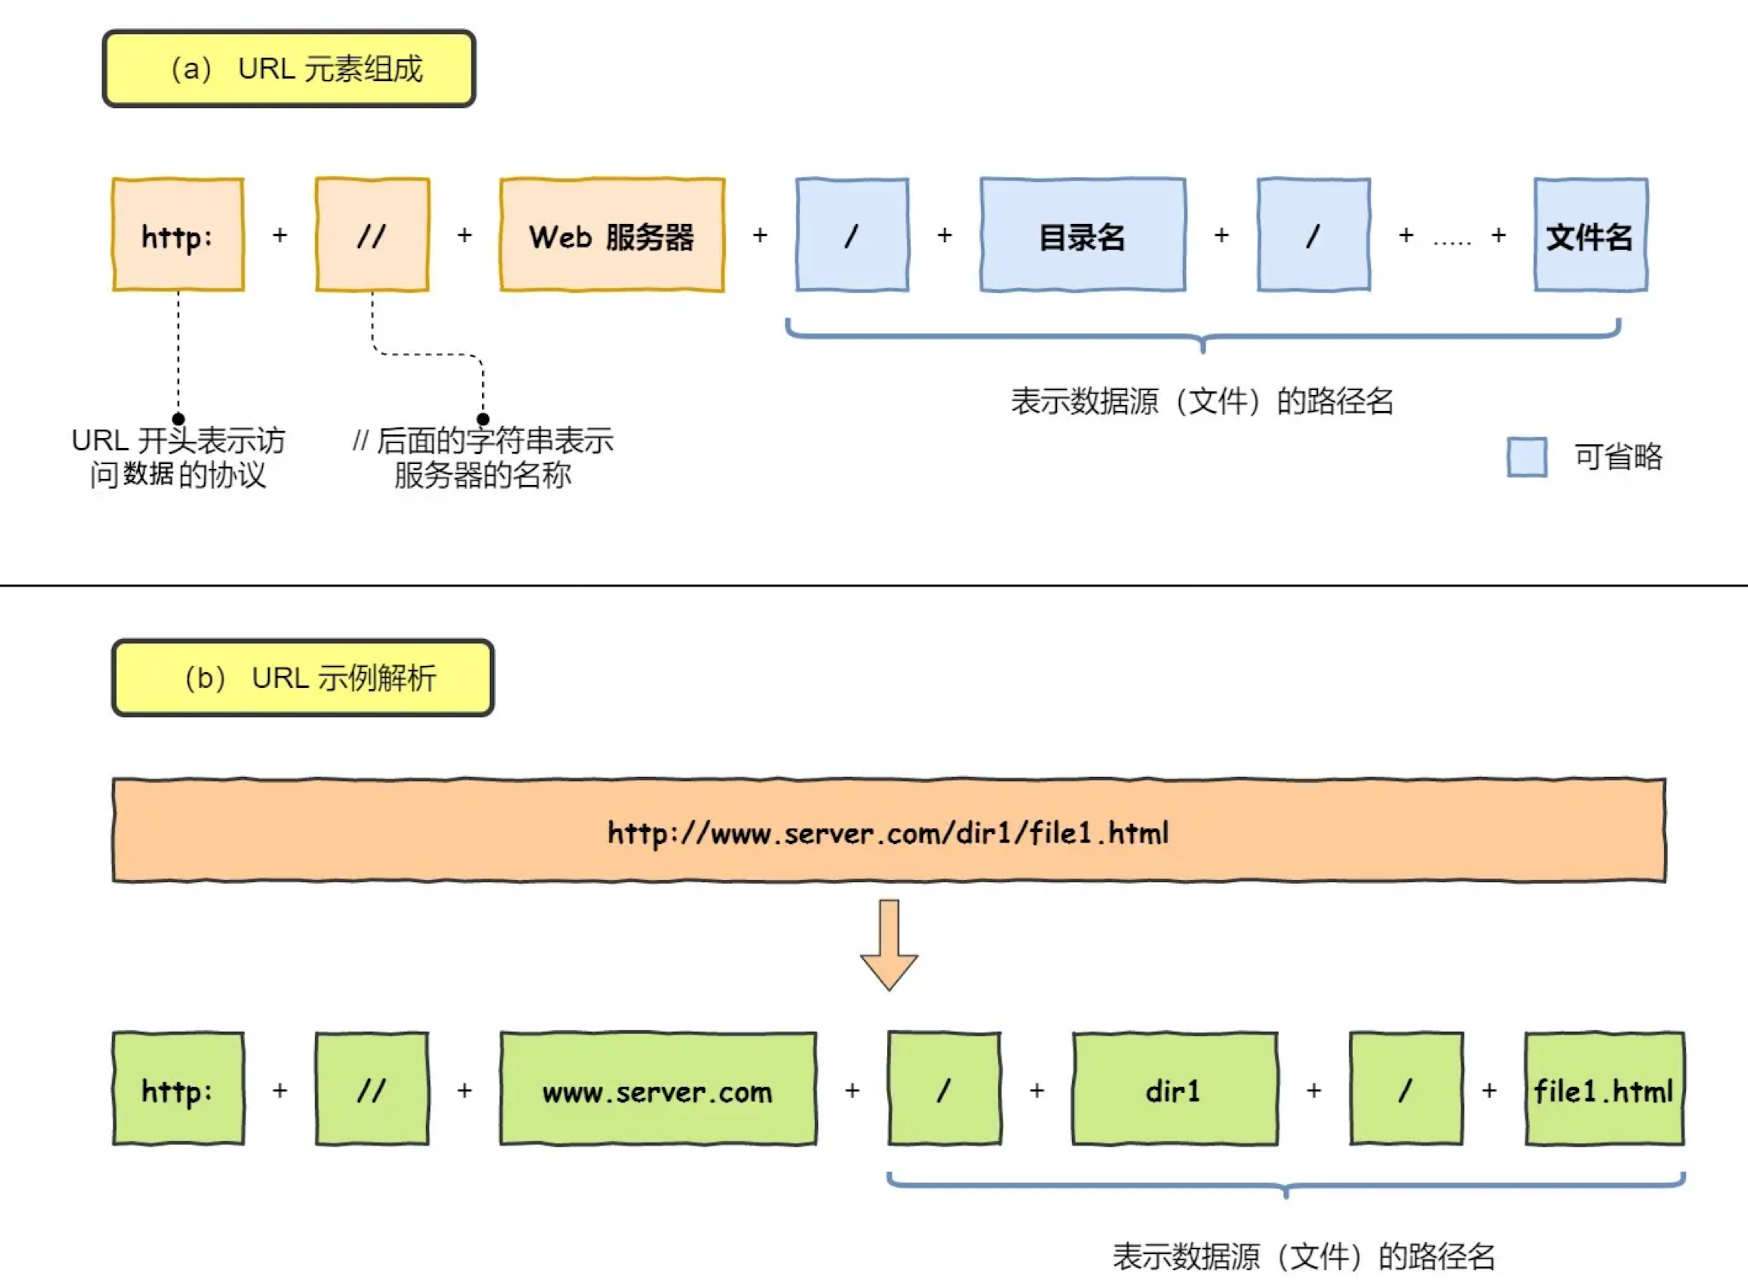 （a） URL 元素组成
http: + // + Web 服务器 + / + 目录名 + / + ..... + 文件名
表示数据源（文件）的路径名
URL 开头表示访
问数据的协议
// 后面的字符串表示
服务器的名称
可省略
（b） URL 示例解析
http://www.server.com/dir1/file1.html
http: + // + www.server.com + / + dir1 + / + file1.html
表示数据源（文件）的路径名